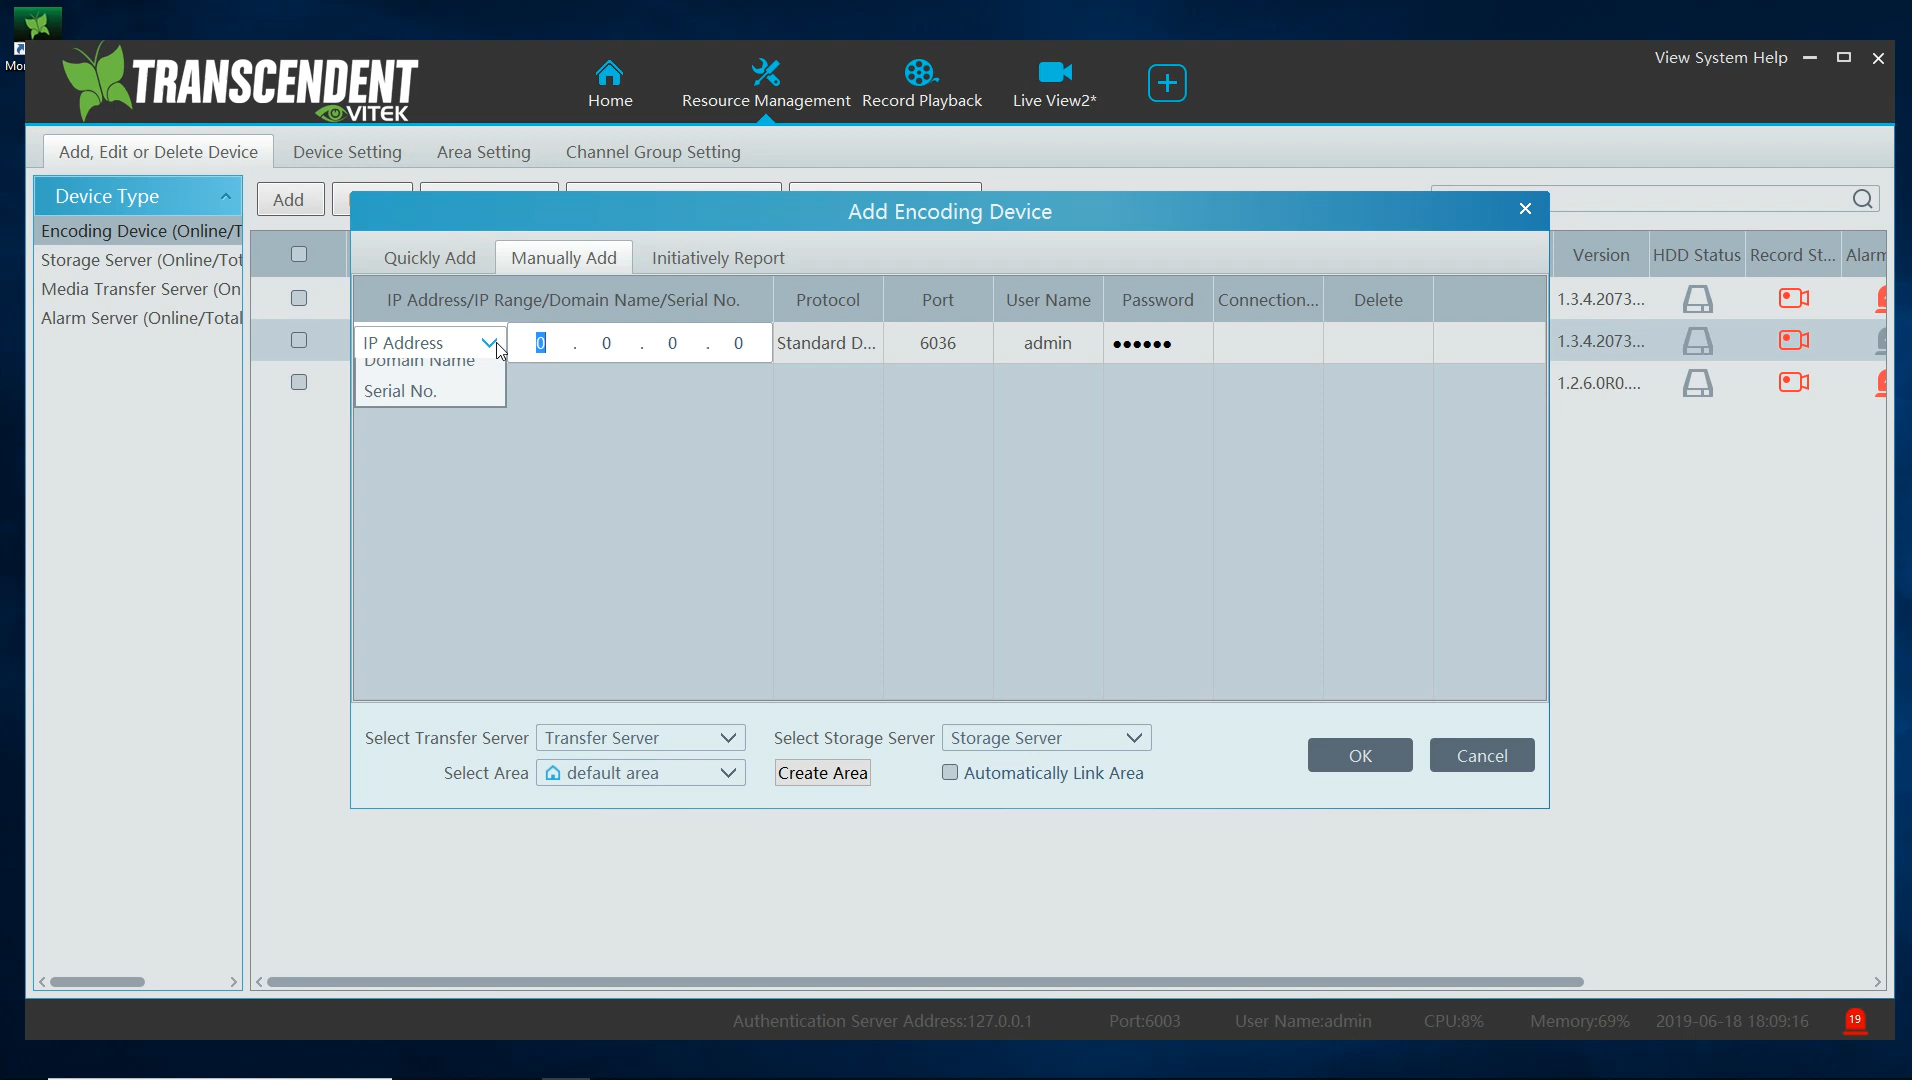 Mon
TRANSCENDENT
VITEK
Home
Resource Management
Record Playback
Live View2*
View System Help
Add, Edit or Delete Device
Device Setting
Area Setting
Channel Group Setting
Device Type
Encoding Device (Online/T
Storage Server (Online/Tot
Media Transfer Server (On
Alarm Server (Online/Total
Add
Add Encoding Device
Quickly Add
Manually Add
Initiatively Report
IP Address/IP Range/Domain Name/Serial No.
Protocol
Port
User Name
Password
Connection...
Delete
IP Address
0 . 0 . 0 . 0
Standard D...
6036
admin
●●●●●●
Domain Name
Serial No.
Version
HDD Status
Record St...
Alarm
1.3.4.2073...
1.3.4.2073...
1.2.6.0R0....
Select Transfer Server
Transfer Server
Select Storage Server
Storage Server
Select Area
default area
Create Area
Automatically Link Area
OK
Cancel
Authentication Server Address:127.0.0.1
Port:6003
User Name:admin
CPU:8%
Memory:69%
2019-06-18 18:09:16
19